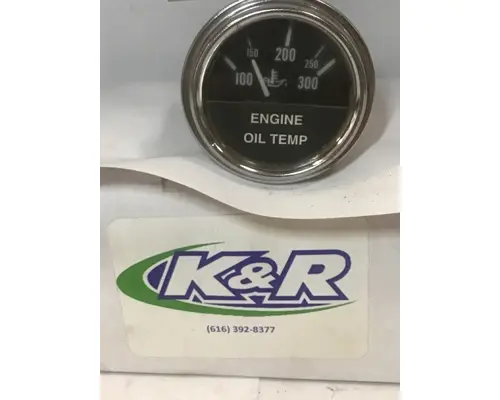 150 200 250
100 300
ENGINE
OIL TEMP
K&R
(616) 392-8377